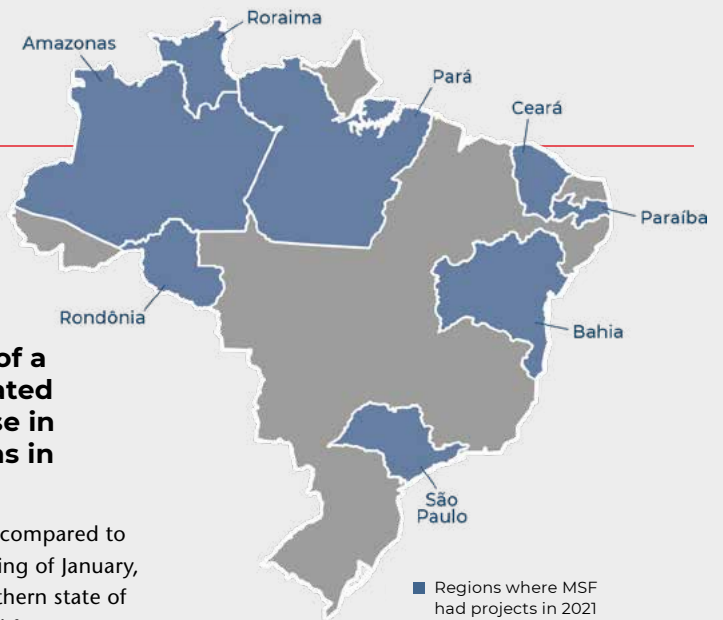 Roraima
Amazonas
Pará
Ceará
Paraíba
Rondônia
Bahia
São
Paulo
of a
ated
se in
ns in
compared to
ing of January,
thern state of
Regions where MSF
had projects in 2021